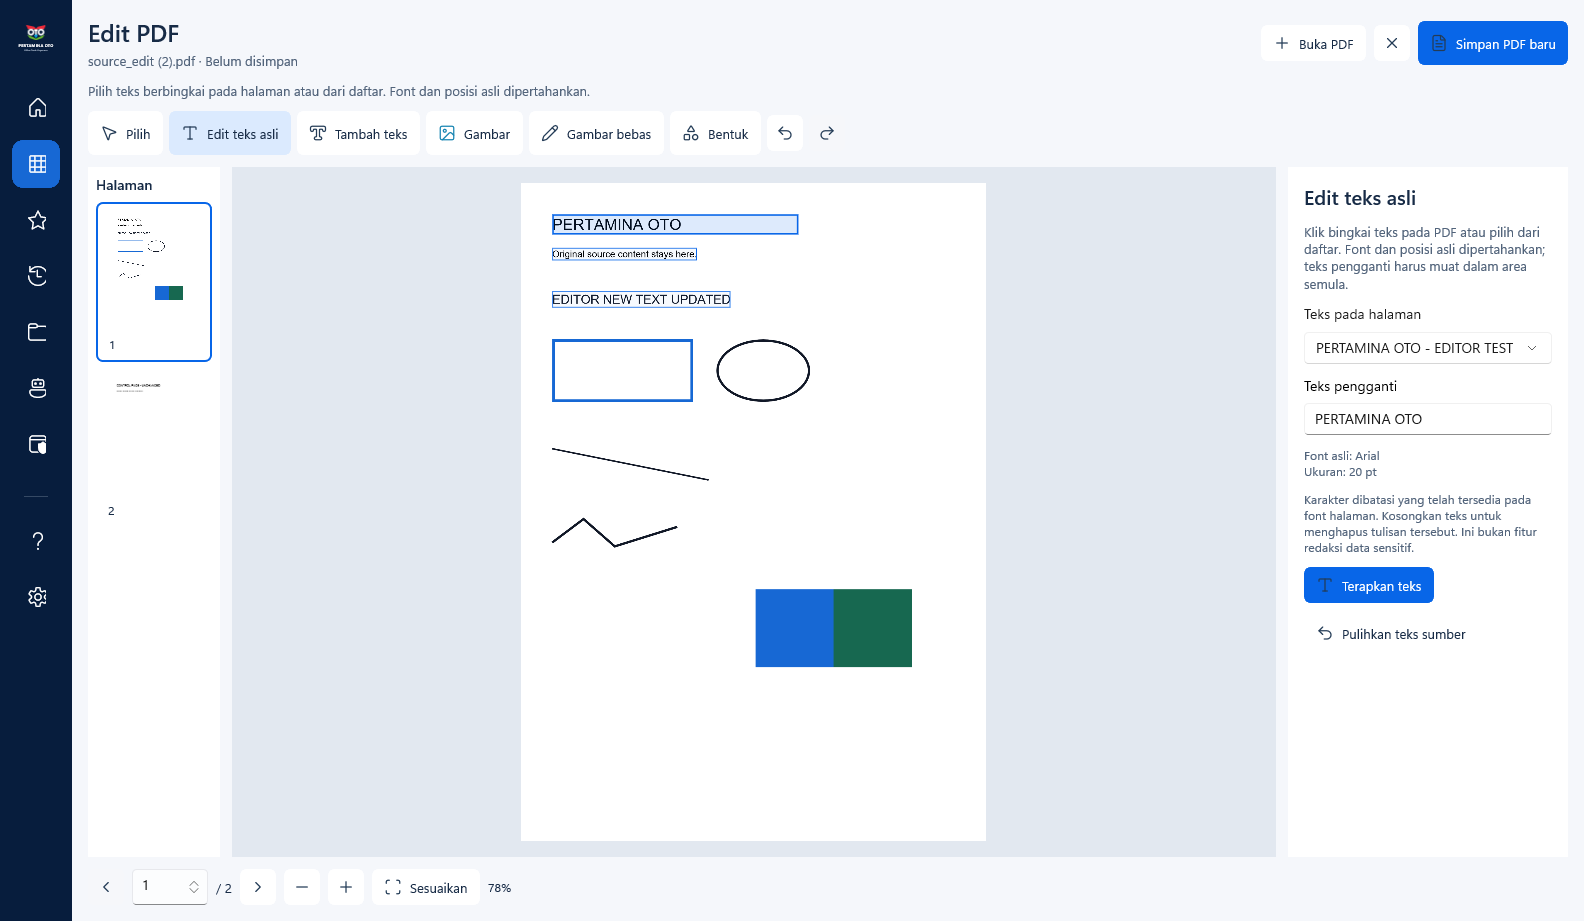 OTO
PERTAMINA OTO
Edit PDF
source_edit (2).pdf · Belum disimpan
Pilih teks berbingkai pada halaman atau dari daftar. Font dan posisi asli dipertahankan.
Buka PDF
Simpan PDF baru
Pilih
Edit teks asli
Tambah teks
Gambar
Gambar bebas
Bentuk
Halaman
1
2
PERTAMINA OTO
Original source content stays here.
EDITOR NEW TEXT UPDATED
Edit teks asli
Klik bingkai teks pada PDF atau pilih dari
daftar. Font dan posisi asli dipertahankan;
teks pengganti harus muat dalam area
semula.
Teks pada halaman
PERTAMINA OTO - EDITOR TEST
Teks pengganti
PERTAMINA OTO
Font asli: Arial
Ukuran: 20 pt
Karakter dibatasi yang telah tersedia pada
font halaman. Kosongkan teks untuk
menghapus tulisan tersebut. Ini bukan fitur
redaksi data sensitif.
Terapkan teks
Pulihkan teks sumber
1
/ 2
Sesuaikan
78%